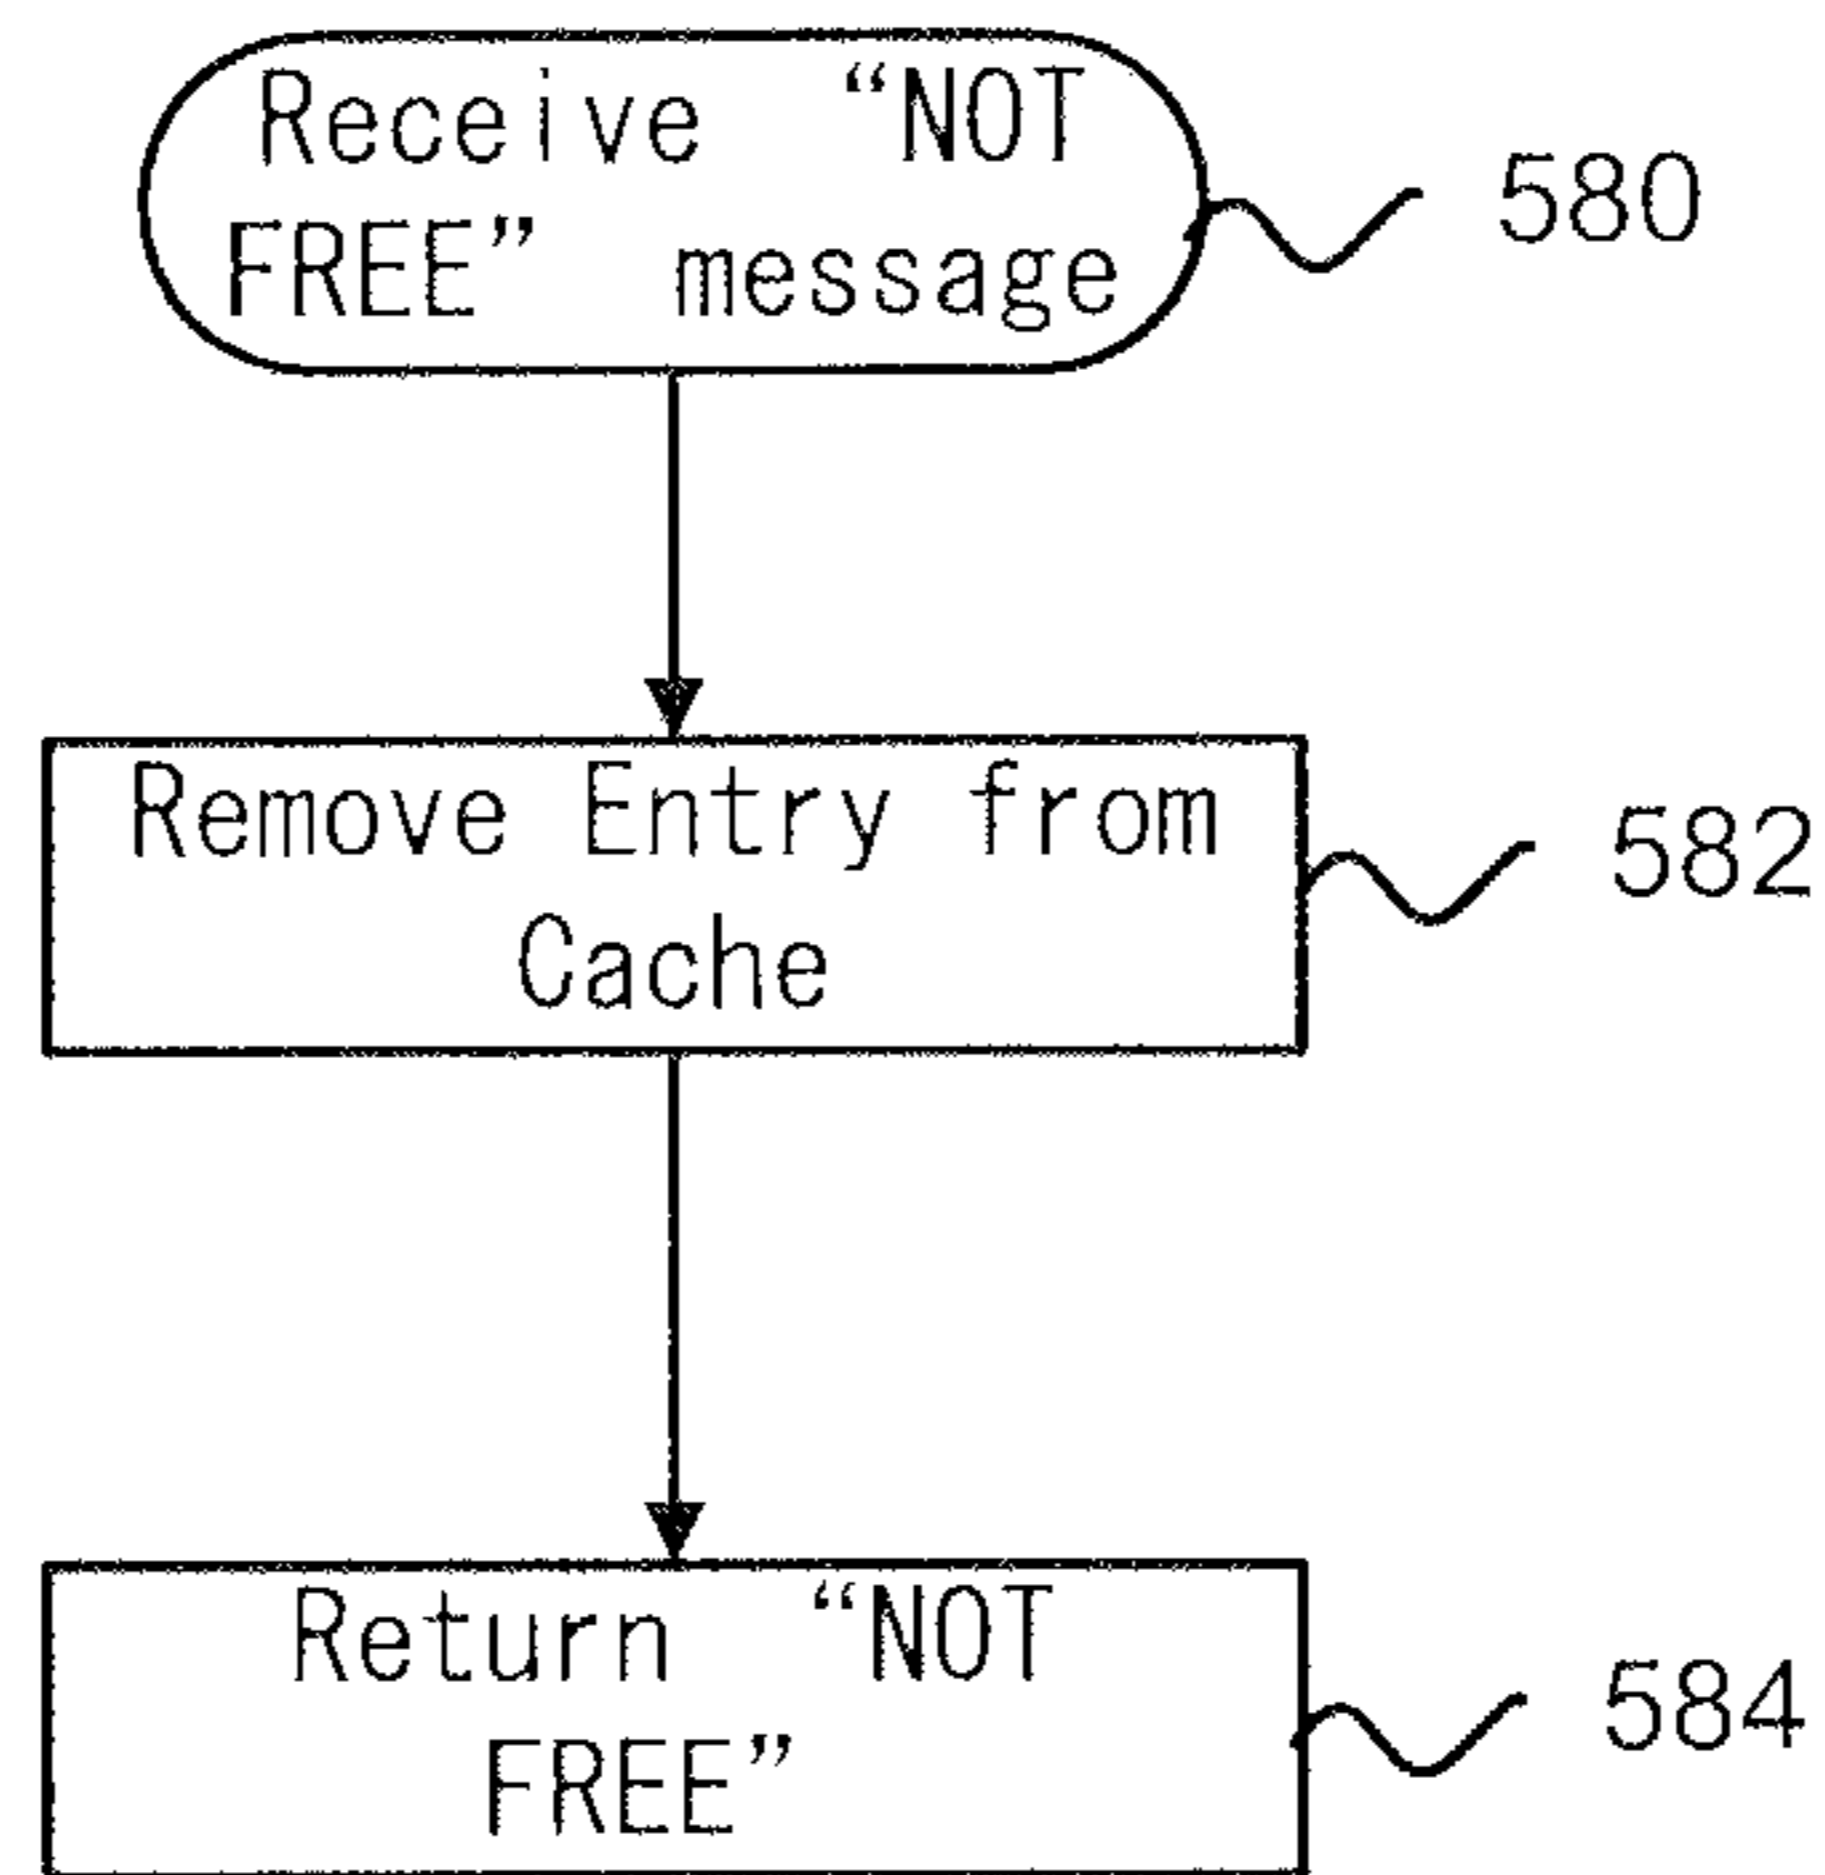 Receive “NOT
FREE” message
580
Remove Entry from
Cache
582
Return “NOT
FREE”
584